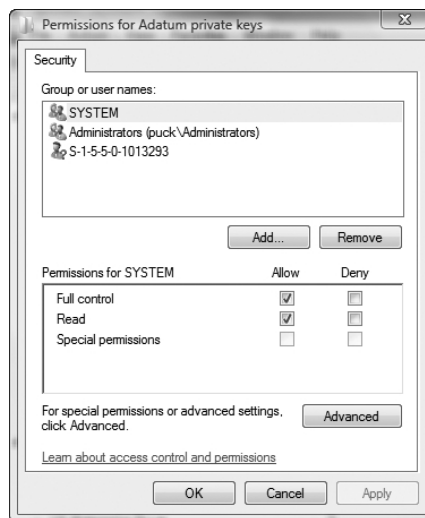 Permissions for Adatum private keys
Security
Group or user names:
SYSTEM
Administrators (puck\Administrators)
S-1-5-5-0-1013293
Add...
Remove
Permissions for SYSTEM Allow Deny
Full control
Read
Special permissions
For special permissions or advanced settings,
click Advanced.
Advanced
Learn about access control and permissions
OK
Cancel
Apply